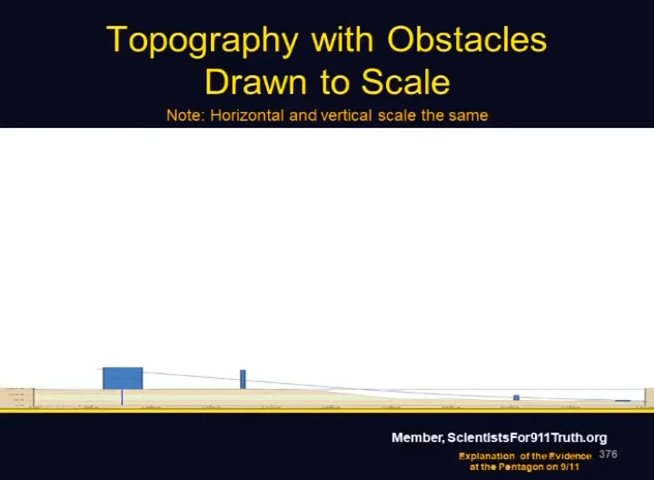 Topography with Obstacles
Drawn to Scale
Note: Horizontal and vertical scale the same
Member, ScientistsFor911Truth.org
Explanation of the Evidence 376
at the Pentagon on 9/11